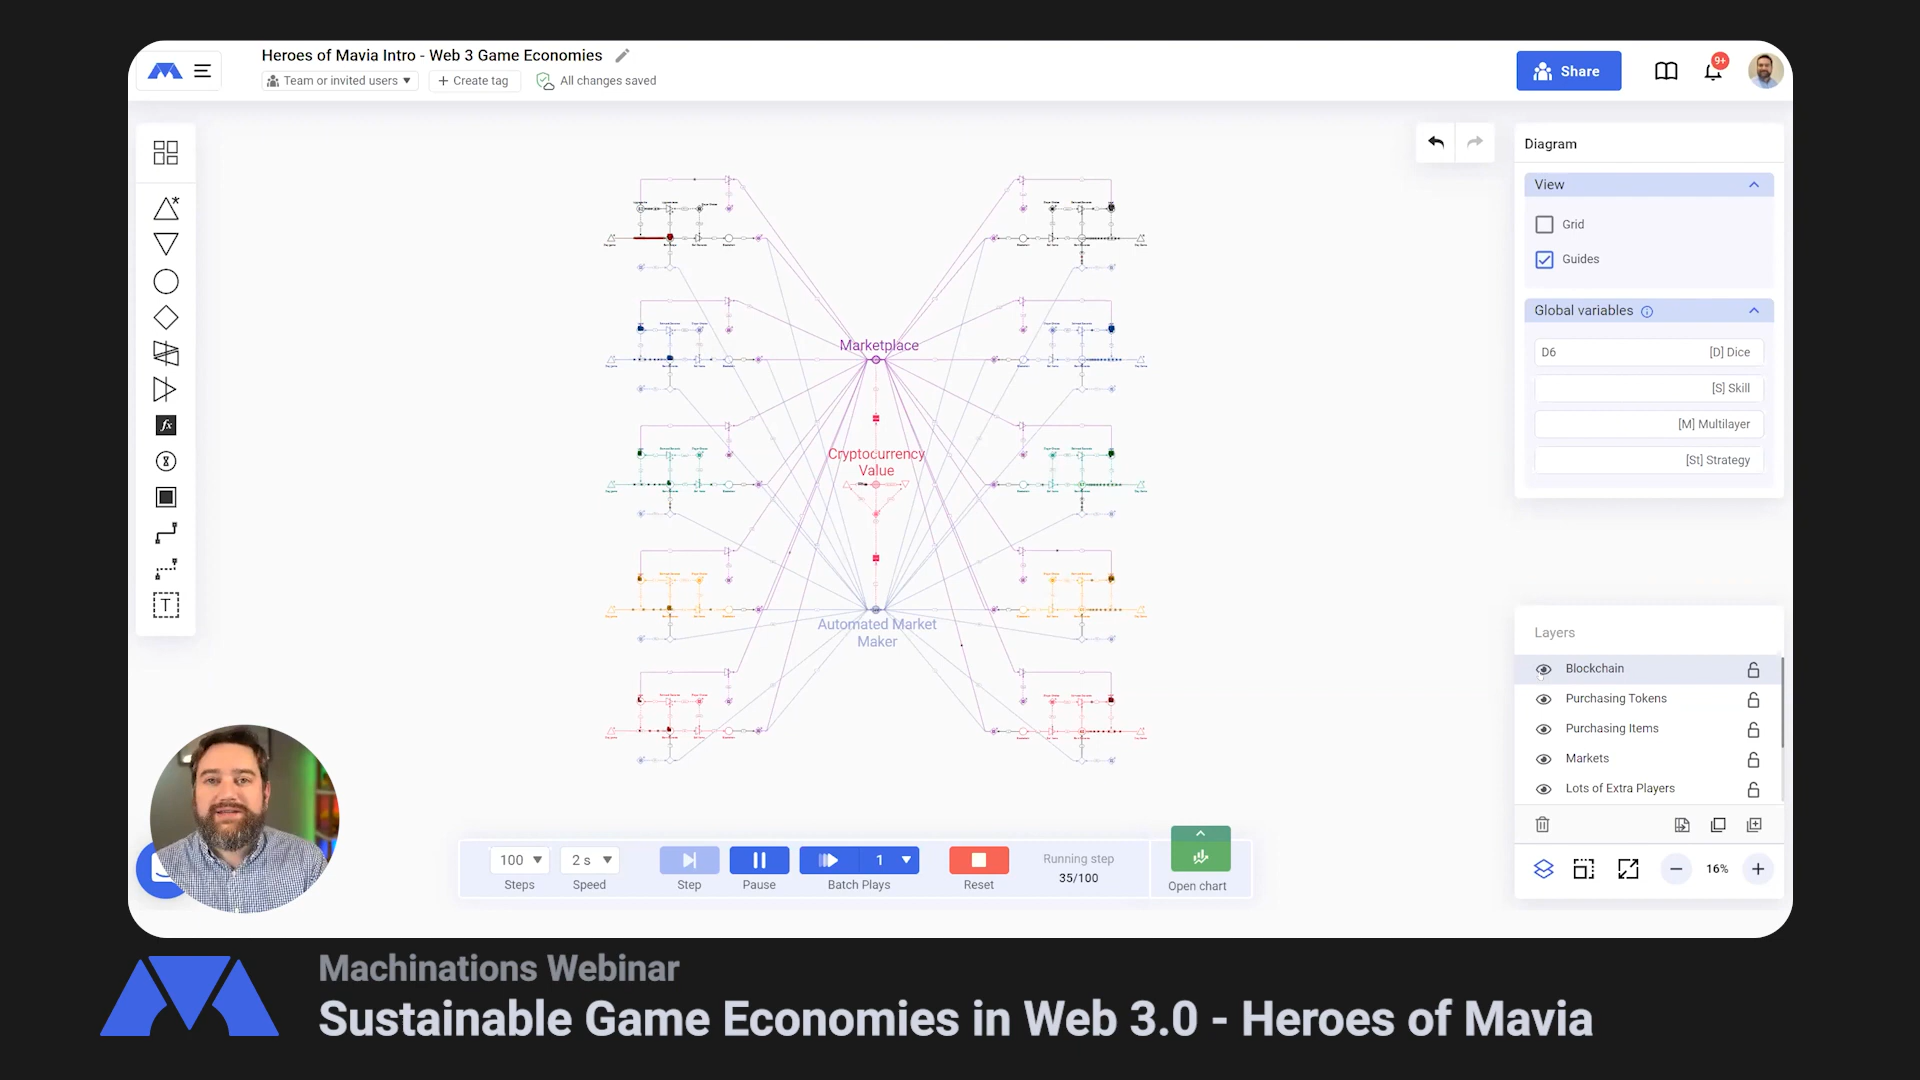 Heroes of Mavia Intro - Web 3 Game Economies
Team or invited users
Create tag
All changes saved
Share
9+
Diagram
View
Grid
Guides
Global variables
D6
[D] Dice
[S] Skill
[M] Multilayer
[St] Strategy
fx
T
Marketplace
Cryptocurrency
Value
Automated Market
Maker
Layers
Blockchain
Purchasing Tokens
Purchasing Items
Markets
Lots of Extra Players
16%
100
Steps
2 s
Speed
Step
Pause
1
Batch Plays
Reset
Running step
35/100
Open chart
Machinations Webinar
Sustainable Game Economies in Web 3.0 - Heroes of Mavia